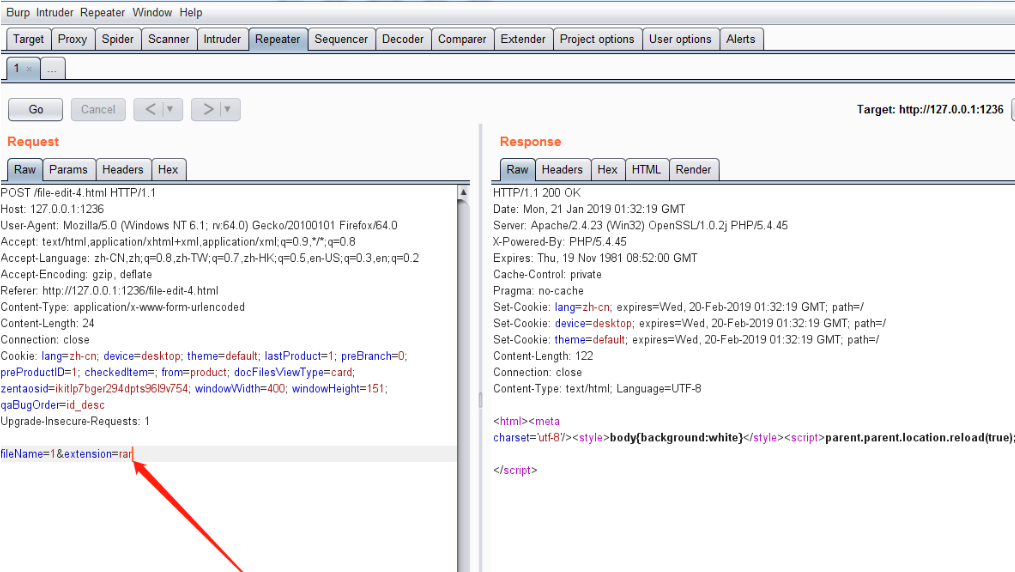 Burp Intruder Repeater Window Help
Target Proxy Spider Scanner Intruder Repeater Sequencer Decoder Comparer Extender Project options User options Alerts
1 × ...
Go Cancel < ▼ > ▼ Target: http://127.0.0.1:1236
Request
Raw Params Headers Hex
POST /file-edit-4.html HTTP/1.1
Host: 127.0.0.1:1236
User-Agent: Mozilla/5.0 (Windows NT 6.1; rv:64.0) Gecko/20100101 Firefox/64.0
Accept: text/html,application/xhtml+xml,application/xml;q=0.9,*/*;q=0.8
Accept-Language: zh-CN,zh;q=0.8,zh-TW;q=0.7,zh-HK;q=0.5,en-US;q=0.3,en;q=0.2
Accept-Encoding: gzip, deflate
Referer: http://127.0.0.1:1236/file-edit-4.html
Content-Type: application/x-www-form-urlencoded
Content-Length: 24
Connection: close
Cookie: lang=zh-cn; device=desktop; theme=default; lastProduct=1; preBranch=0;
preProductID=1; checkedItem=; from=product; docFilesViewType=card;
zentaosid=ikitlp7bger294dpts96l9v754; windowWidth=400; windowHeight=151;
qaBugOrder=id_desc
Upgrade-Insecure-Requests: 1
fileName=1&extension=rar
Response
Raw Headers Hex HTML Render
HTTP/1.1 200 OK
Date: Mon, 21 Jan 2019 01:32:19 GMT
Server: Apache/2.4.23 (Win32) OpenSSL/1.0.2j PHP/5.4.45
X-Powered-By: PHP/5.4.45
Expires: Thu, 19 Nov 1981 08:52:00 GMT
Cache-Control: private
Pragma: no-cache
Set-Cookie: lang=zh-cn; expires=Wed, 20-Feb-2019 01:32:19 GMT; path=/
Set-Cookie: device=desktop; expires=Wed, 20-Feb-2019 01:32:19 GMT; path=/
Set-Cookie: theme=default; expires=Wed, 20-Feb-2019 01:32:19 GMT; path=/
Content-Length: 122
Connection: close
Content-Type: text/html; Language=UTF-8
<html><meta
charset='utf-8'/><style>body{background:white}</style><script>parent.parent.location.reload(true);
</script>